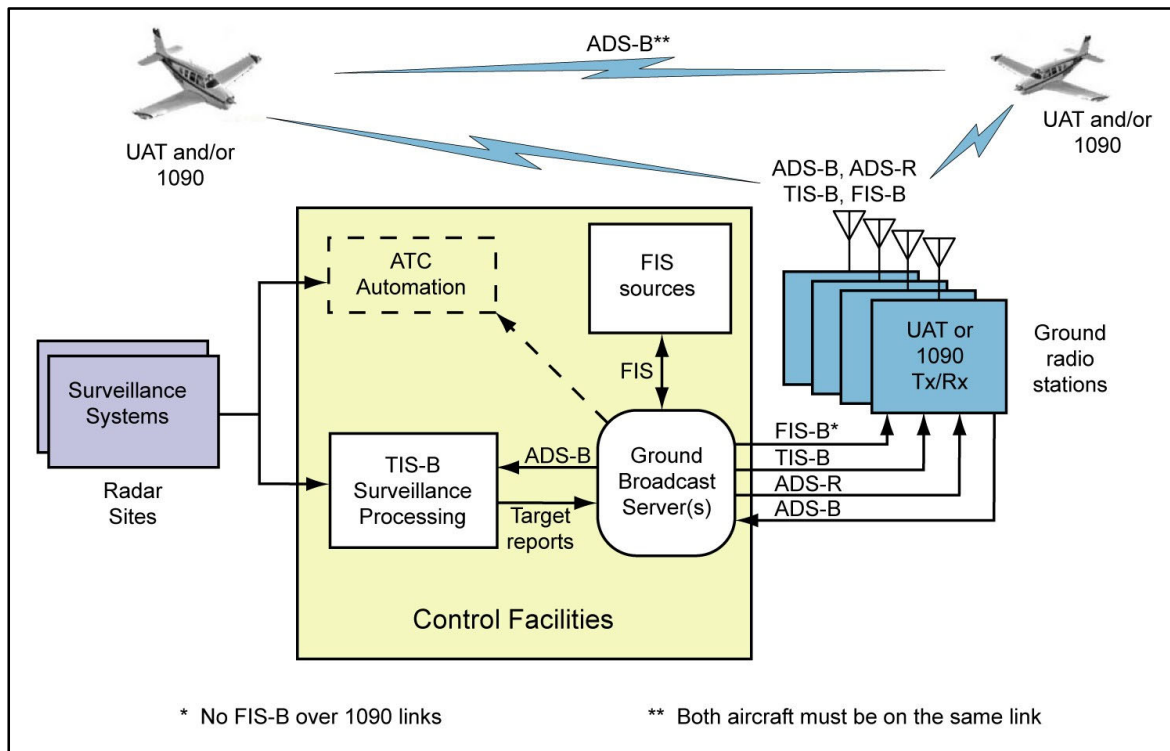 ADS-B**
UAT and/or
1090
UAT and/or
1090
ADS-B, ADS-R
TIS-B, FIS-B
ATC
Automation
FIS
sources
UAT or
1090
Tx/Rx
Ground
radio
stations
Surveillance
Systems
Radar
Sites
FIS
TIS-B
Surveillance
Processing
ADS-B
Target
reports
Ground
Broadcast
Server(s)
FIS-B*
TIS-B
ADS-R
ADS-B
Control Facilities
* No FIS-B over 1090 links
** Both aircraft must be on the same link